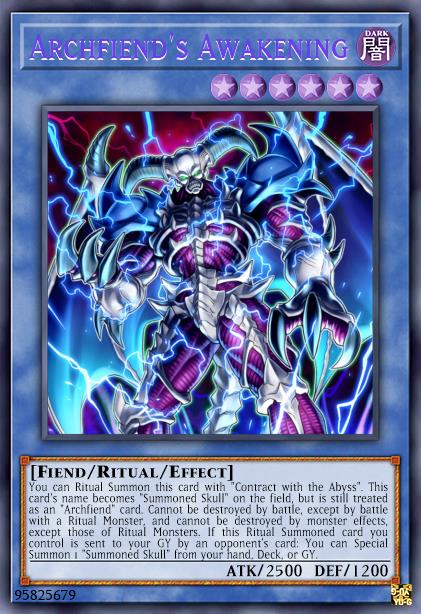 Archfiend's Awakening
DARK
闇
[Fiend/Ritual/Effect]
You can Ritual Summon this card with "Contract with the Abyss". This
card's name becomes "Summoned Skull" on the field, but is still treated
as an "Archfiend" card. Cannot be destroyed by battle, except by battle
with a Ritual Monster, and cannot be destroyed by monster effects,
except those of Ritual Monsters. If this Ritual Summoned card you
control is sent to your GY by an opponent's card: You can Special
Summon 1 "Summoned Skull" from your hand, Deck, or GY.
ATK/2500 DEF/1200
95825679